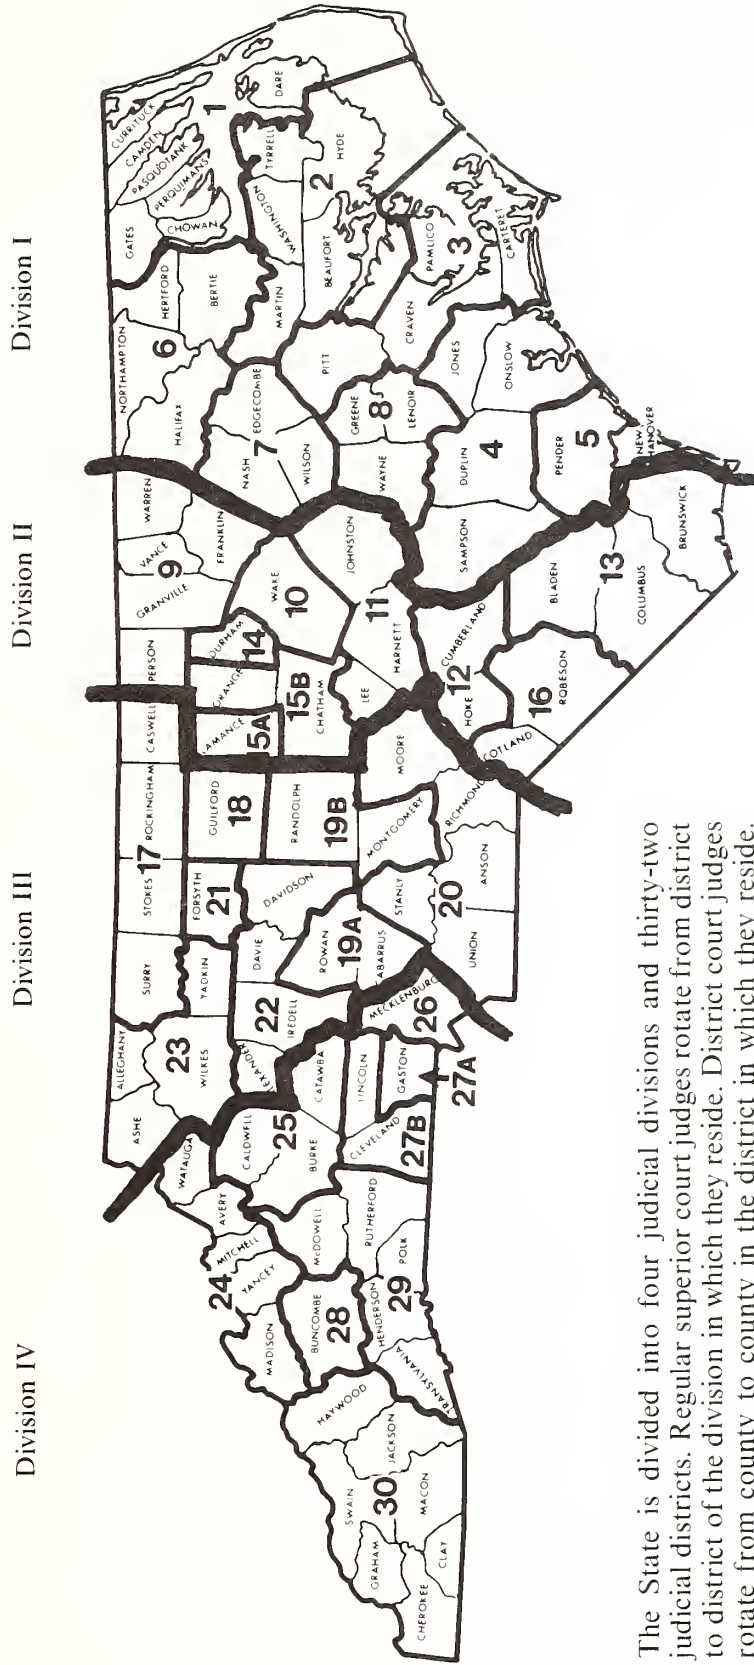 Division IV
Division III
Division II
Division I
CHEROKEE
GRAHAM
CLAY
SWAIN
30
MACON
JACKSON
HAYWOOD
TRANSYLVANIA
MADISON
BUNCOMBE
28
HENDERSON
29
POLK
RUTHERFORD
24
YANCEY
MITCHELL
AVERY
WATAUGA
McDOWELL
BURKE
CALDWELL
25
CLEVELAND
27B
27A
GASTON
LINCOLN
CATAWBA
ALEXANDER
ASHE
ALLEGHANY
23
WILKES
SURRY
YADKIN
22
IREDELL
DAVIE
DAVIDSON
ROWAN
19A
CABARRUS
MECKLENBURG
26
STANLY
20
UNION
ANSON
STOKES
17
ROCKINGHAM
CASWELL
PERSON
FORSYTH
21
GUILFORD
18
RANDOLPH
19B
MONTGOMERY
RICHMOND
MOORE
SCOTLAND
ALAMANCE
15A
ORANGE
15B
CHATHAM
DURHAM
14
LEE
HOKE
12
CUMBERLAND
16
ROBESON
HARNETT
11
JOHNSTON
WAKE
10
GRANVILLE
9
VANCE
WARREN
FRANKLIN
BLADEN
13
COLUMBUS
BRUNSWICK
NEW
HANOVER
PENDER
5
SAMPSON
DUPLIN
4
WAYNE
WILSON
NASH
7
EDGECOMBE
HALIFAX
NORTHAMPTON
6
HERTFORD
BERTIE
MARTIN
PITT
GREENE
8
LENOIR
JONES
ONSLOW
CRAVEN
PAMLICO
3
CARTERET
BEAUFORT
2
HYDE
WASHINGTON
TYRRELL
DARE
1
GATES
CHOWAN
PERQUIMANS
PASQUOTANK
CAMDEN
CURRITUCK
The State is divided into four judicial divisions and thirty-two
judicial districts. Regular superior court judges rotate from district
to district of the division in which they reside. District court judges
rotate from county to county in the district in which they reside.